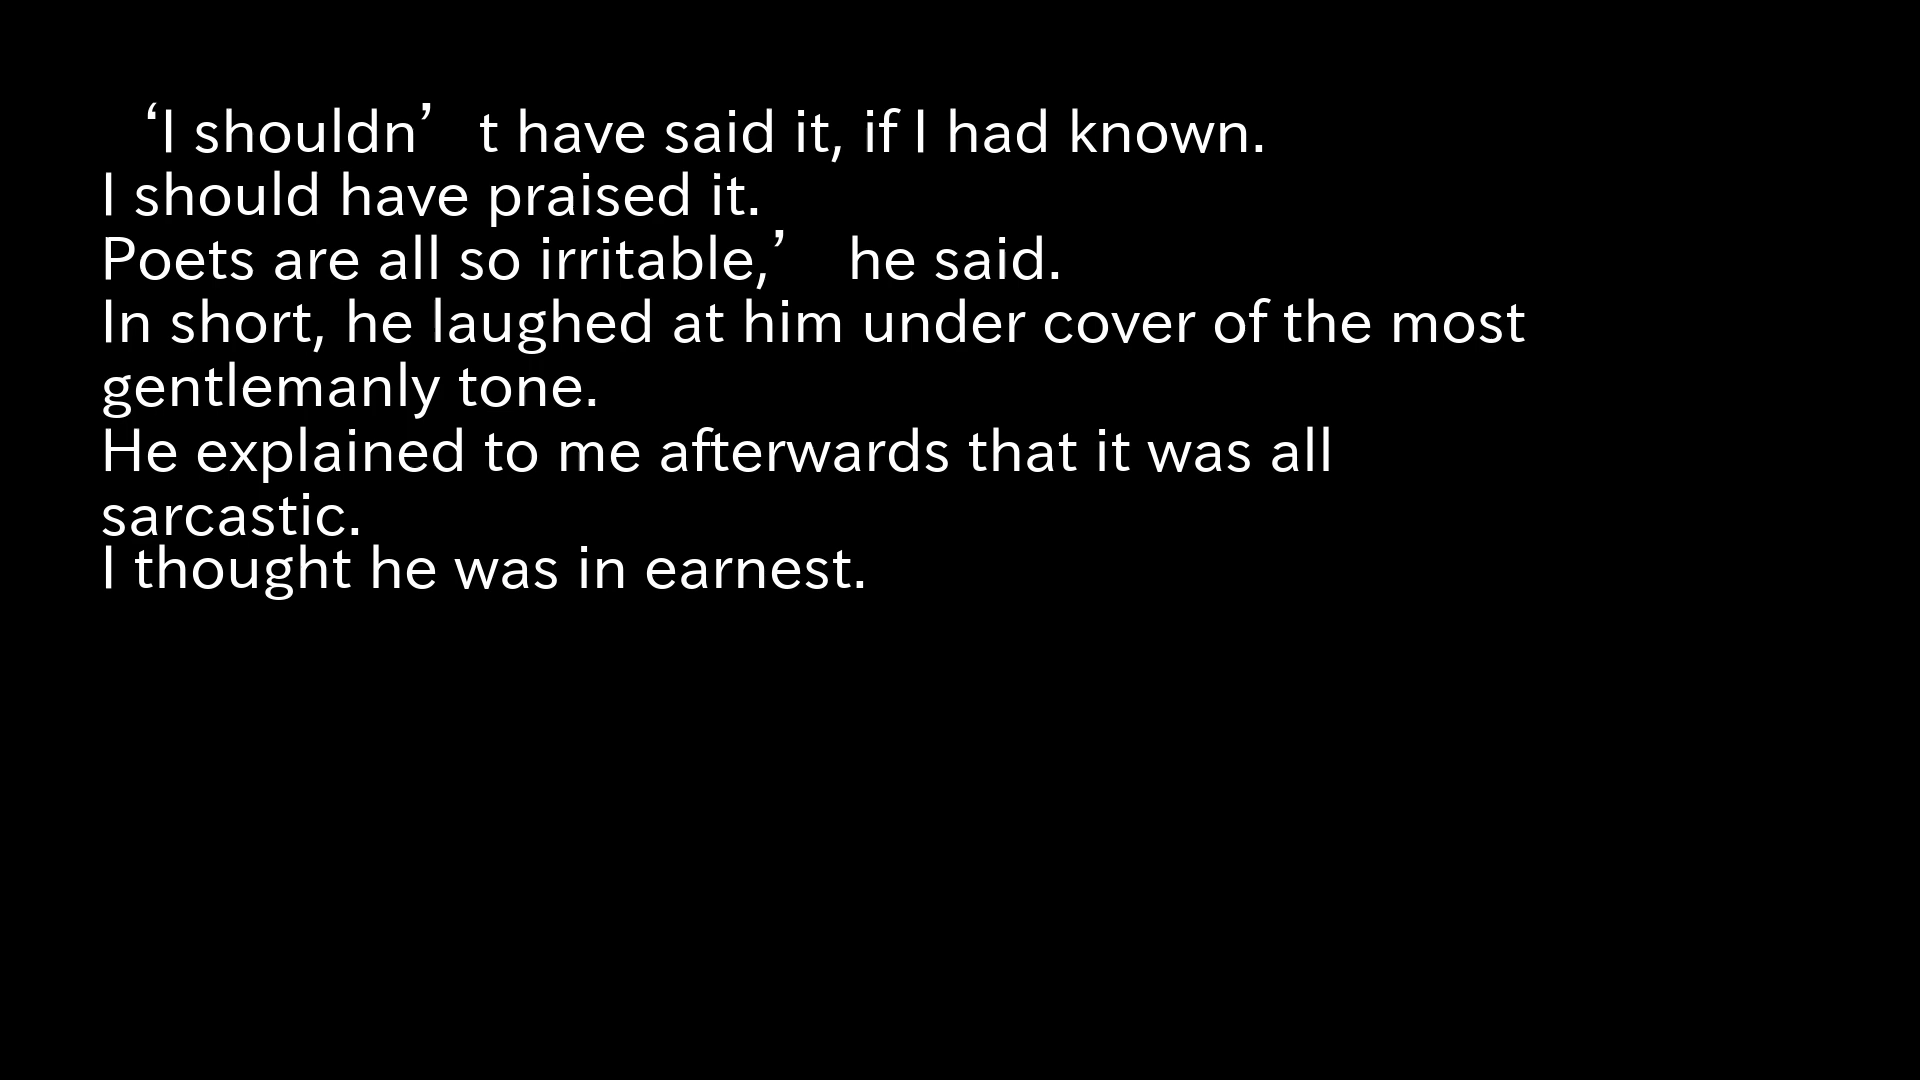 ‘I shouldn’t have said it, if I had known.
I should have praised it.
Poets are all so irritable,’ he said.
In short, he laughed at him under cover of the most
gentlemanly tone.
He explained to me afterwards that it was all
sarcastic.
I thought he was in earnest.